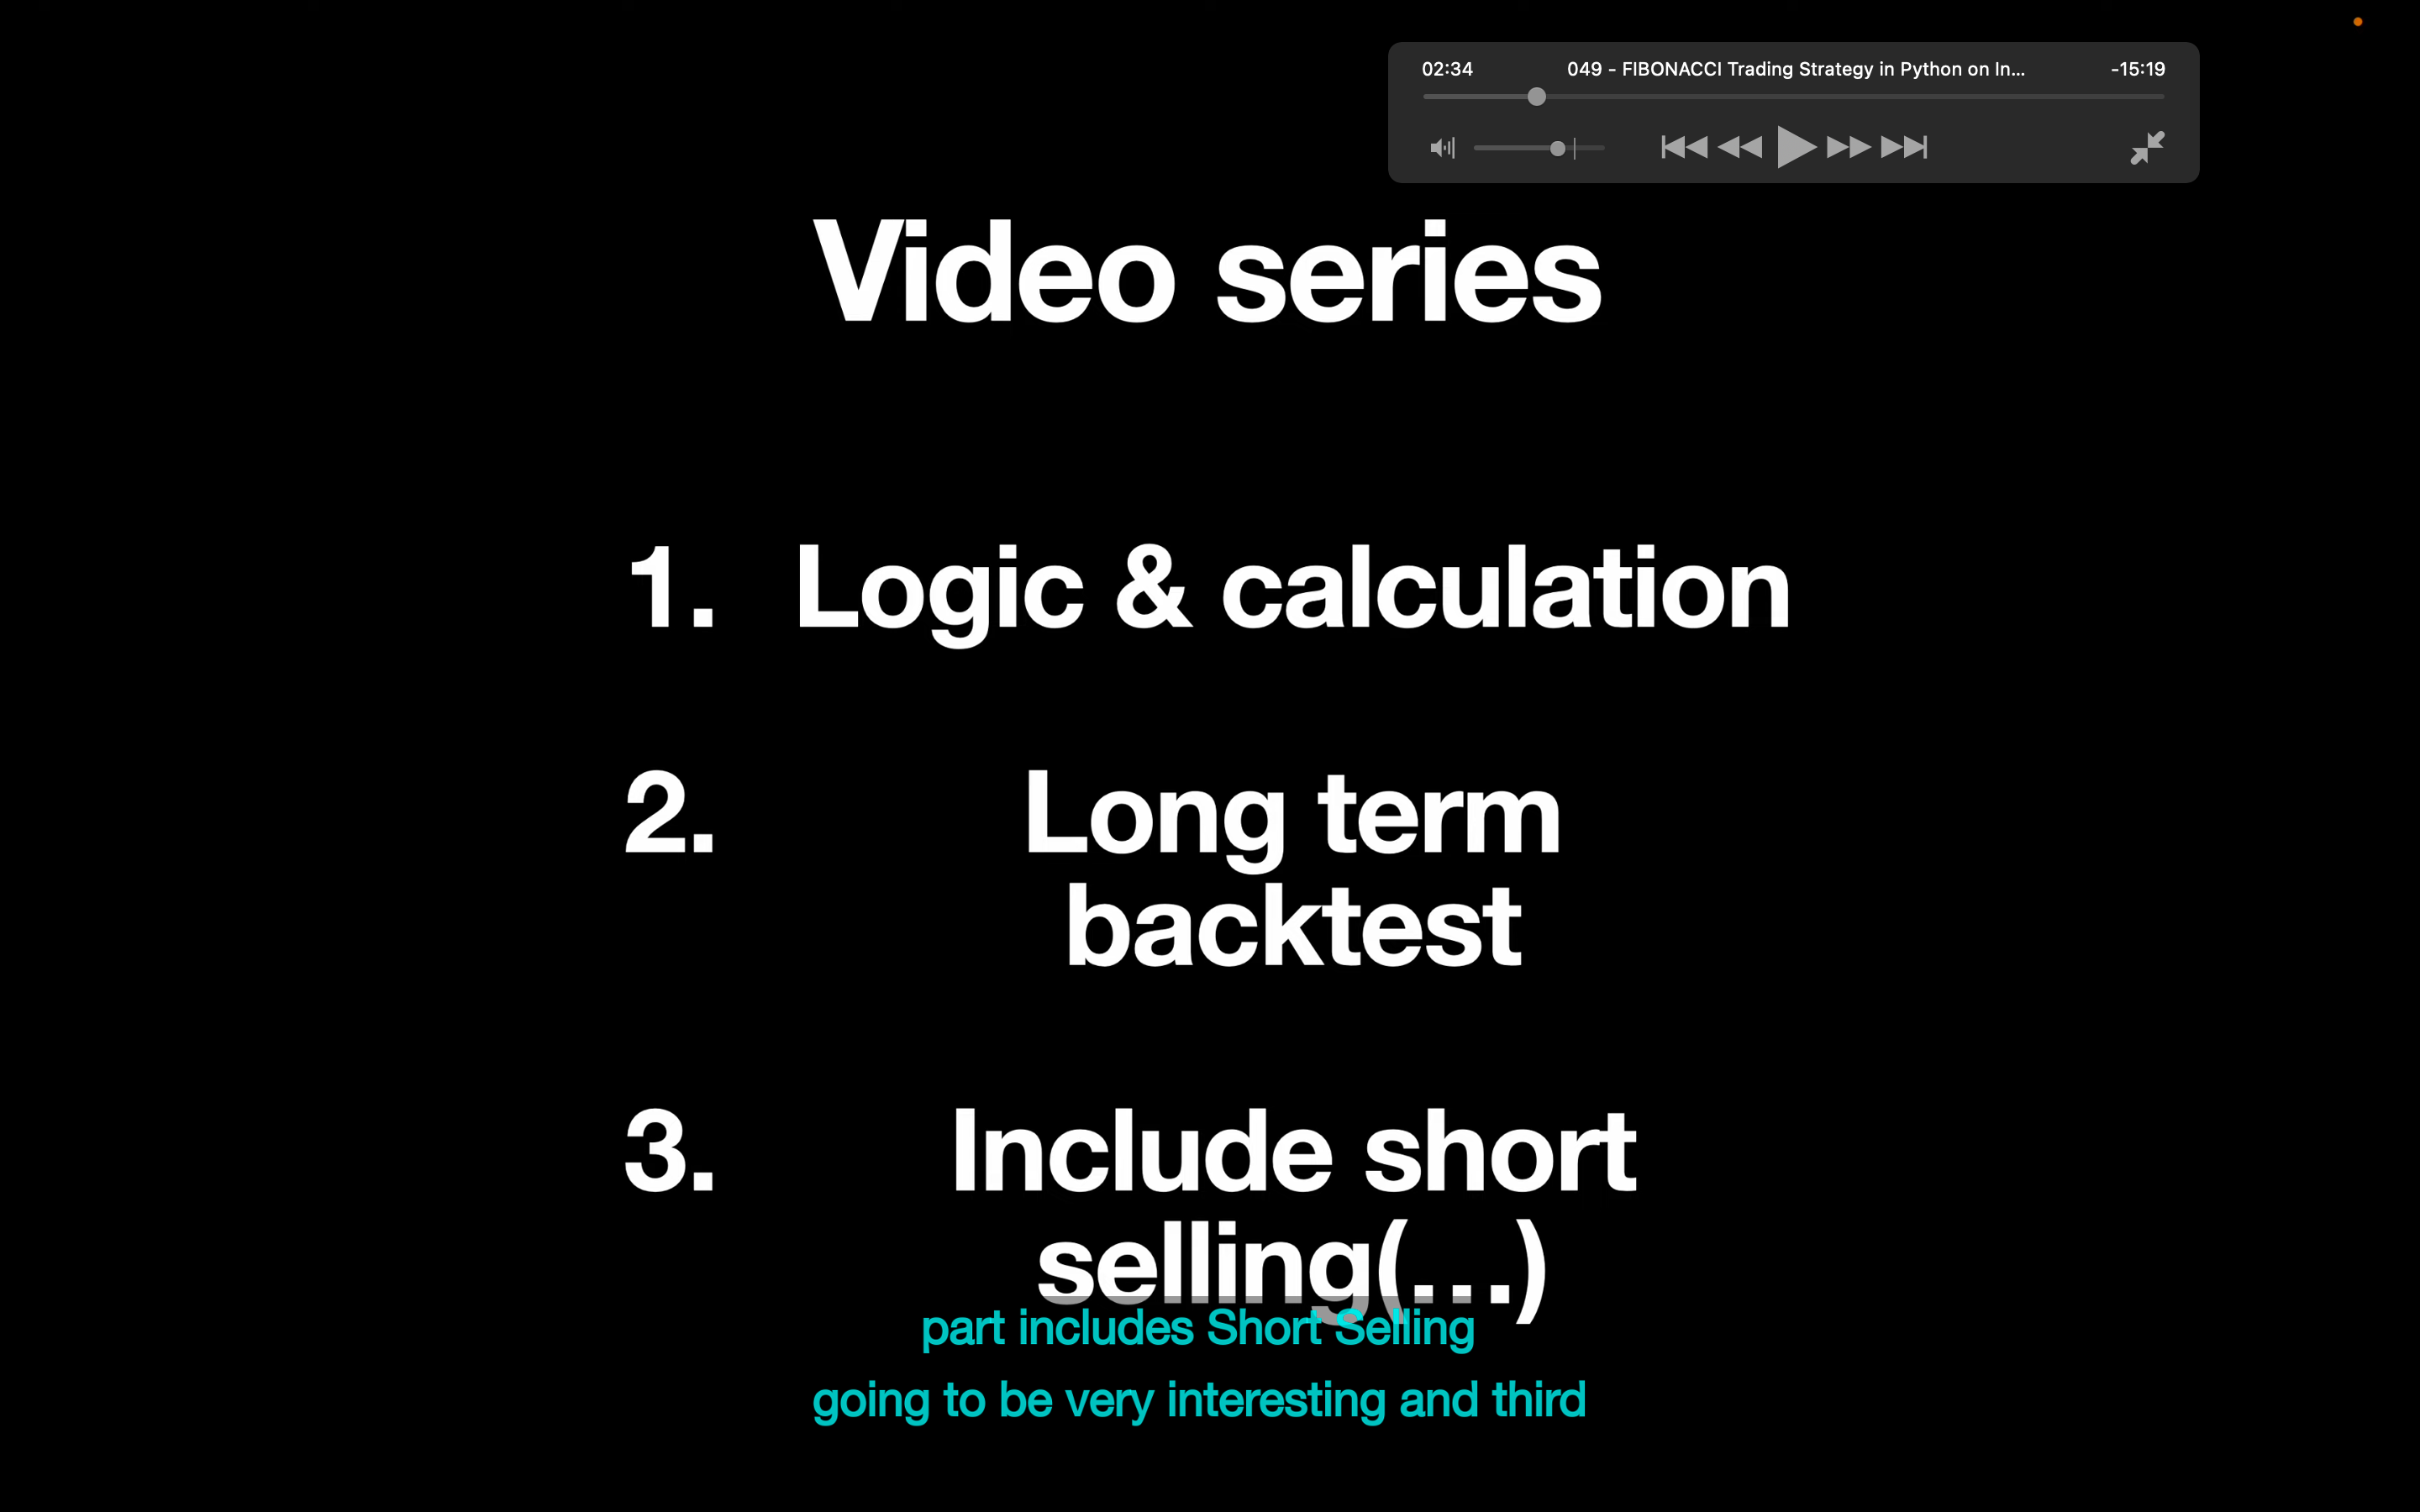 02:34 049 - FIBONACCI Trading Strategy in Python on In... -15:19
Video series
1. Logic & calculation
2. Long term
backtest
3. Include short
selling(...)
part includes Short Selling
going to be very interesting and third